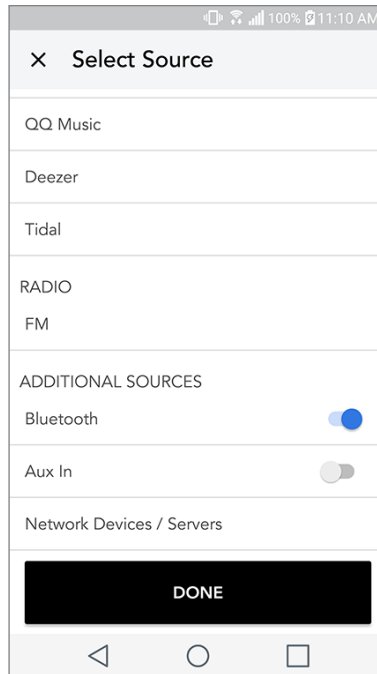 100% 11:10 AM
× Select Source
QQ Music
Deezer
Tidal
RADIO
FM
ADDITIONAL SOURCES
Bluetooth
Aux In
Network Devices / Servers
DONE